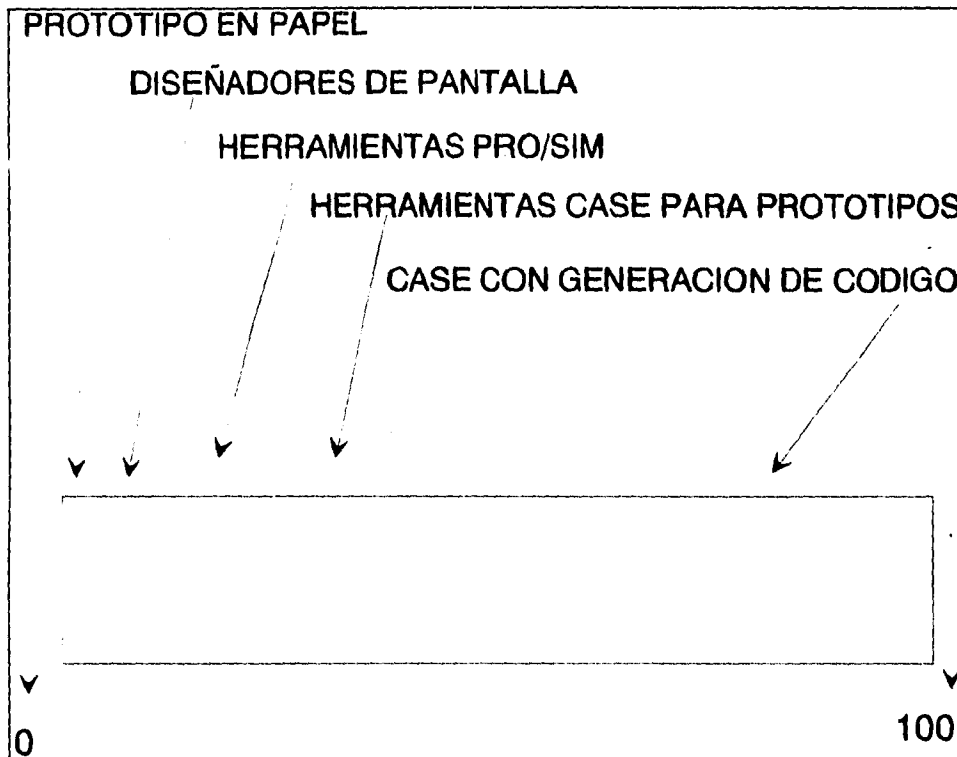 PROTOTIPO EN PAPEL
DISEÑADORES DE PANTALLA
HERRAMIENTAS PRO/SIM
HERRAMIENTAS CASE PARA PROTOTIPOS
CASE CON GENERACION DE CODIGO
0
100